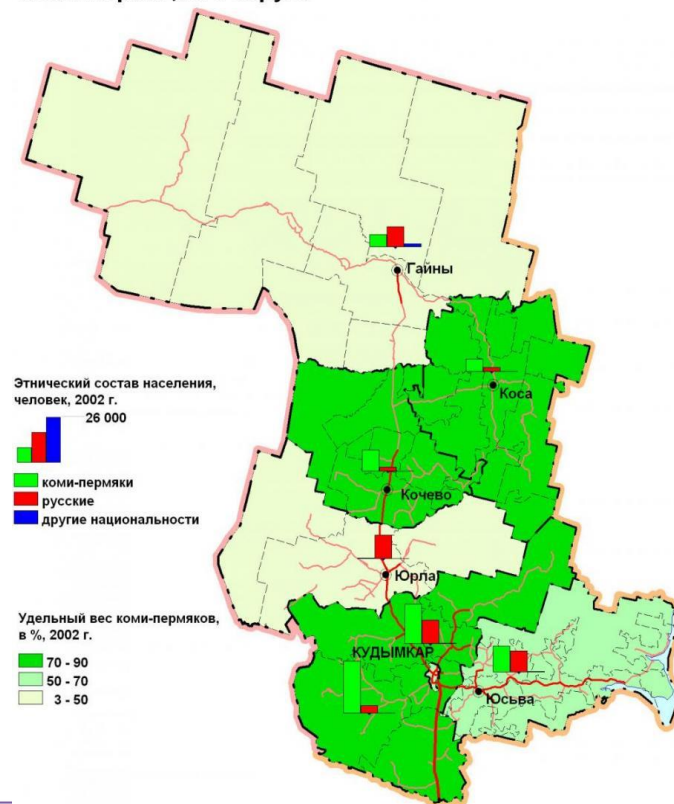 Гайны
Коса
Этнический состав населения,
человек, 2002 г.
26 000
коми-пермяки
русские
другие национальности
Кочево
Юрла
Удельный вес коми-пермяков,
в %, 2002 г.
70 - 90
50 - 70
3 - 50
КУДЫМКАР
Юсьва